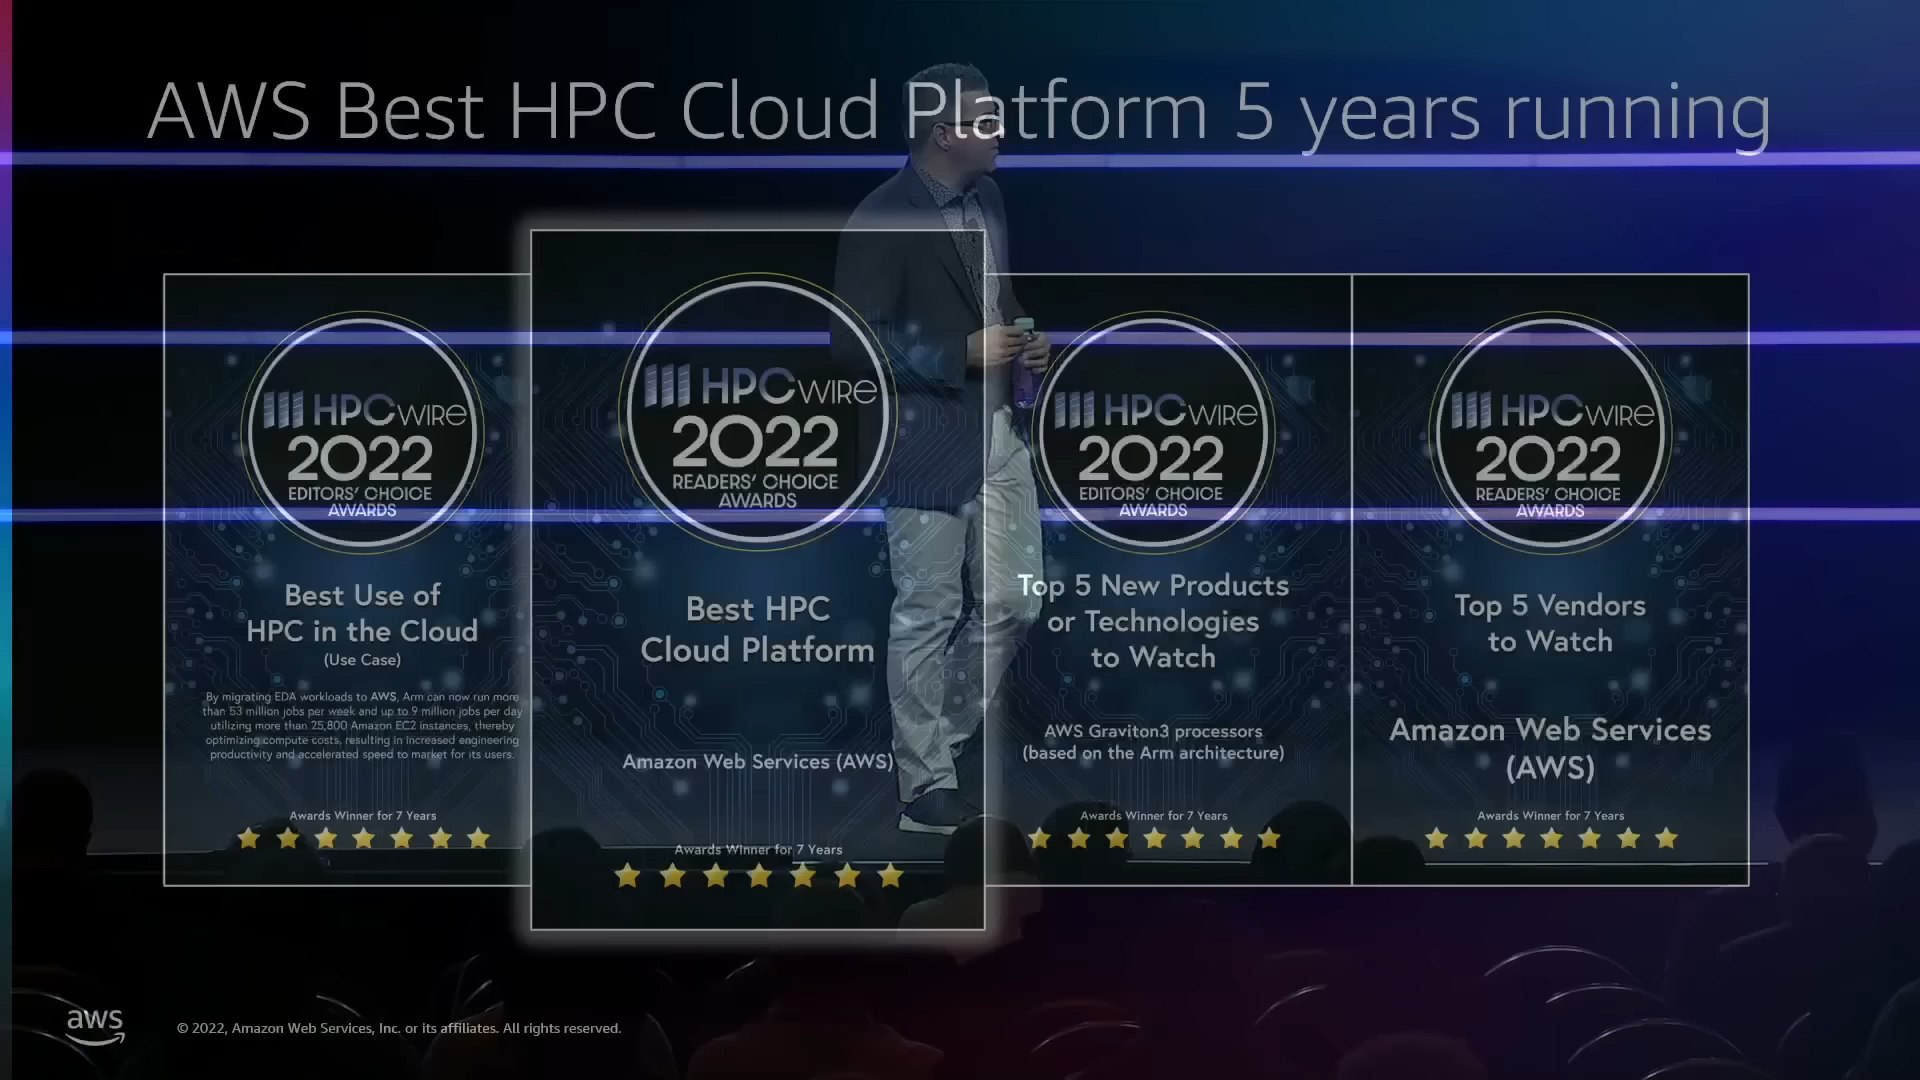 AWS Best HPC Cloud Platform 5 years running
HPCWIRE
2022
EDITORS' CHOICE
AWARDS
Best Use of
HPC in the Cloud
(Use Case)
By migrating EDA workloads to AWS, Arm can now run more
than 53 million jobs per week and up to 9 million jobs per day
utilizing more than 25,800 Amazon EC2 instances, thereby
optimizing compute costs, resulting in increased engineering
productivity and accelerated speed to market for its users.
Awards Winner for 7 Years
HPCWIRE
2022
READERS' CHOICE
AWARDS
Best HPC
Cloud Platform
Amazon Web Services (AWS)
Awards Winner for 7 Years
HPCWIRE
2022
EDITORS' CHOICE
AWARDS
Top 5 New Products
or Technologies
to Watch
AWS Graviton3 processors
(based on the Arm architecture)
Awards Winner for 7 Years
HPCWIRE
2022
READERS' CHOICE
AWARDS
Top 5 Vendors
to Watch
Amazon Web Services
(AWS)
Awards Winner for 7 Years
aws
© 2022, Amazon Web Services, Inc. or its affiliates. All rights reserved.